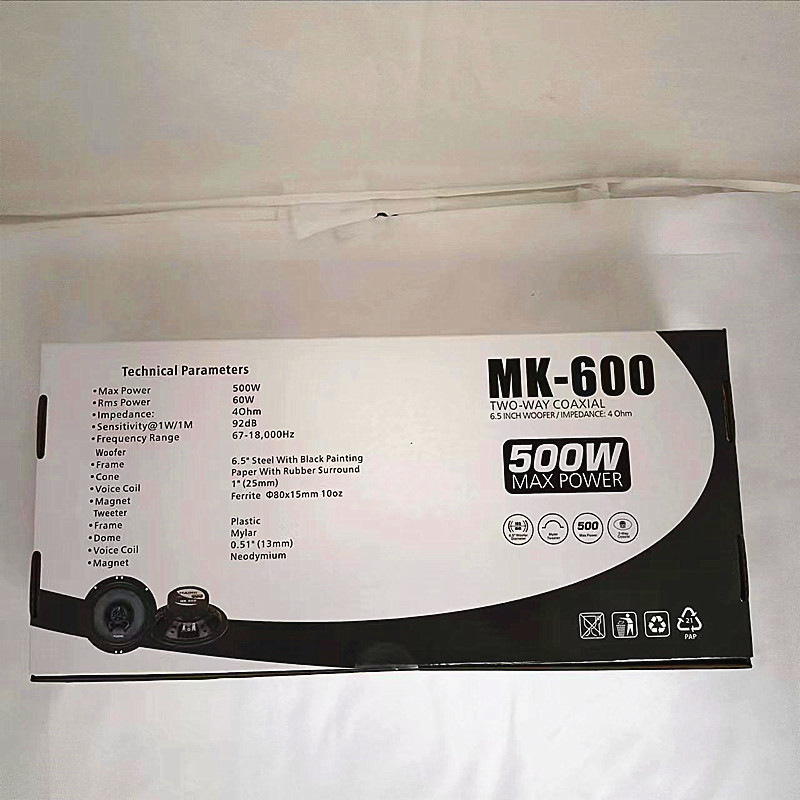 Technical Parameters
•Max Power 500W
•Rms Power 60W
•Impedance: 4Ohm
•Sensitivity@1W/1M 92dB
•Frequency Range 67-18,000Hz
Woofer
•Frame 6.5" Steel With Black Painting
•Cone Paper With Rubber Surround
•Voice Coil 1" (25mm)
•Magnet Ferrite Φ80x15mm 10oz
Tweeter
•Frame Plastic
•Dome Mylar
•Voice Coil 0.51" (13mm)
•Magnet Neodymium
MK-600
TWO-WAY COAXIAL
6.5 INCH WOOFER / IMPEDANCE: 4 Ohm
500W
MAX POWER
500
Max Power
21
PAP